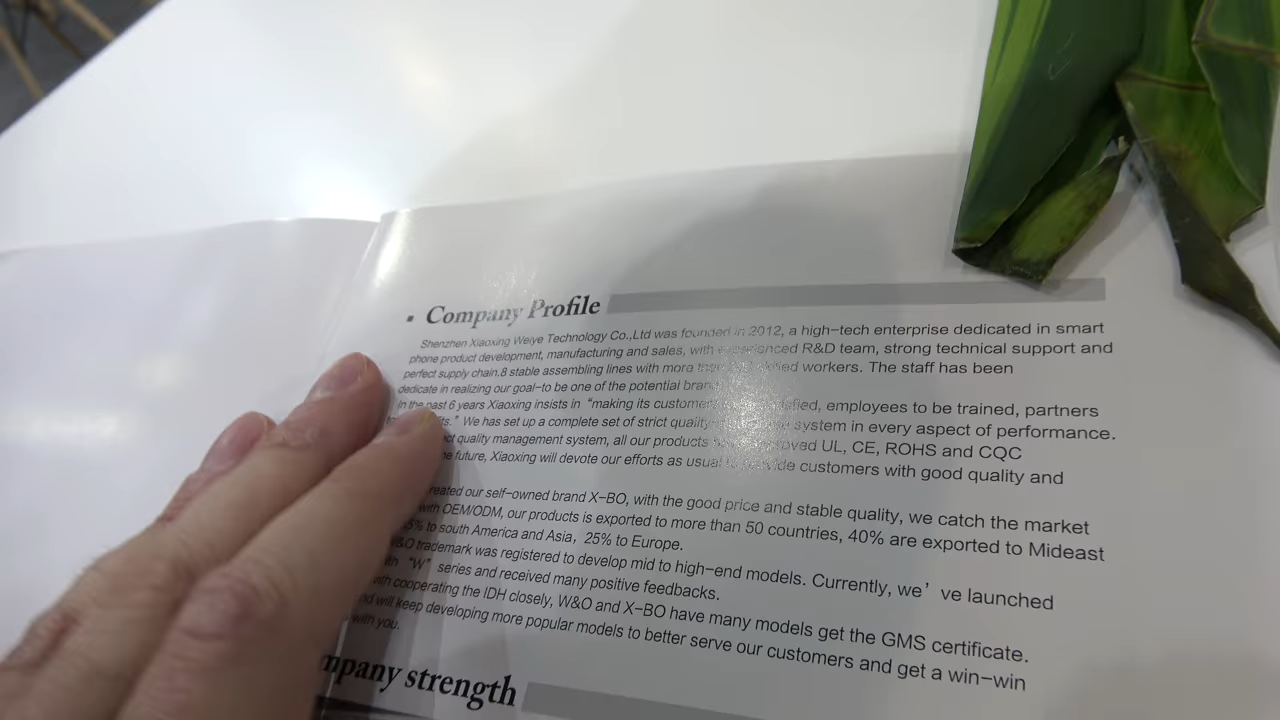 ▪ Company Profile
Shenzhen Xiaoxing Weiye Technology Co.,Ltd was founded in 2012, a high-tech enterprise dedicated in smart
phone product development, manufacturing and sales, with experienced R&D team, strong technical support and
perfect supply chain.8 stable assembling lines with more workers. The staff has been
dedicate in realizing our goal-to be one of the potential
In the past 6 years Xiaoxing insists in “making its customers employees to be trained, partners
We has set up a complete set of strict quality system in every aspect of performance.
quality management system, all our products UL, CE, ROHS and CQC
future, Xiaoxing will devote our efforts as usual to provide customers with good quality and
our self-owned brand X-BO, with the good price and stable quality, we catch the market
with OEM/ODM, our products is exported to more than 50 countries, 40% are exported to Mideast
to south America and Asia, 25% to Europe.
trademark was registered to develop mid to high-end models. Currently, we’ve launched
“W” series and received many positive feedbacks.
with cooperating the IDH closely, W&O and X-BO have many models get the GMS certificate.
will keep developing more popular models to better serve our customers and get a win-win
with you.
mpany strength